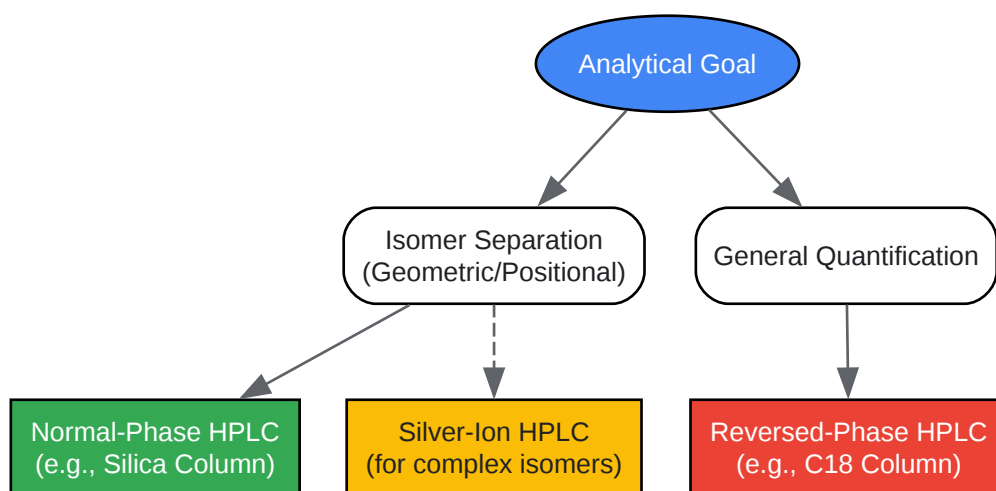 Analytical Goal
Isomer Separation
(Geometric/Positional)
General Quantification
Normal-Phase HPLC
(e.g., Silica Column)
Silver-Ion HPLC
(for complex isomers)
Reversed-Phase HPLC
(e.g., C18 Column)